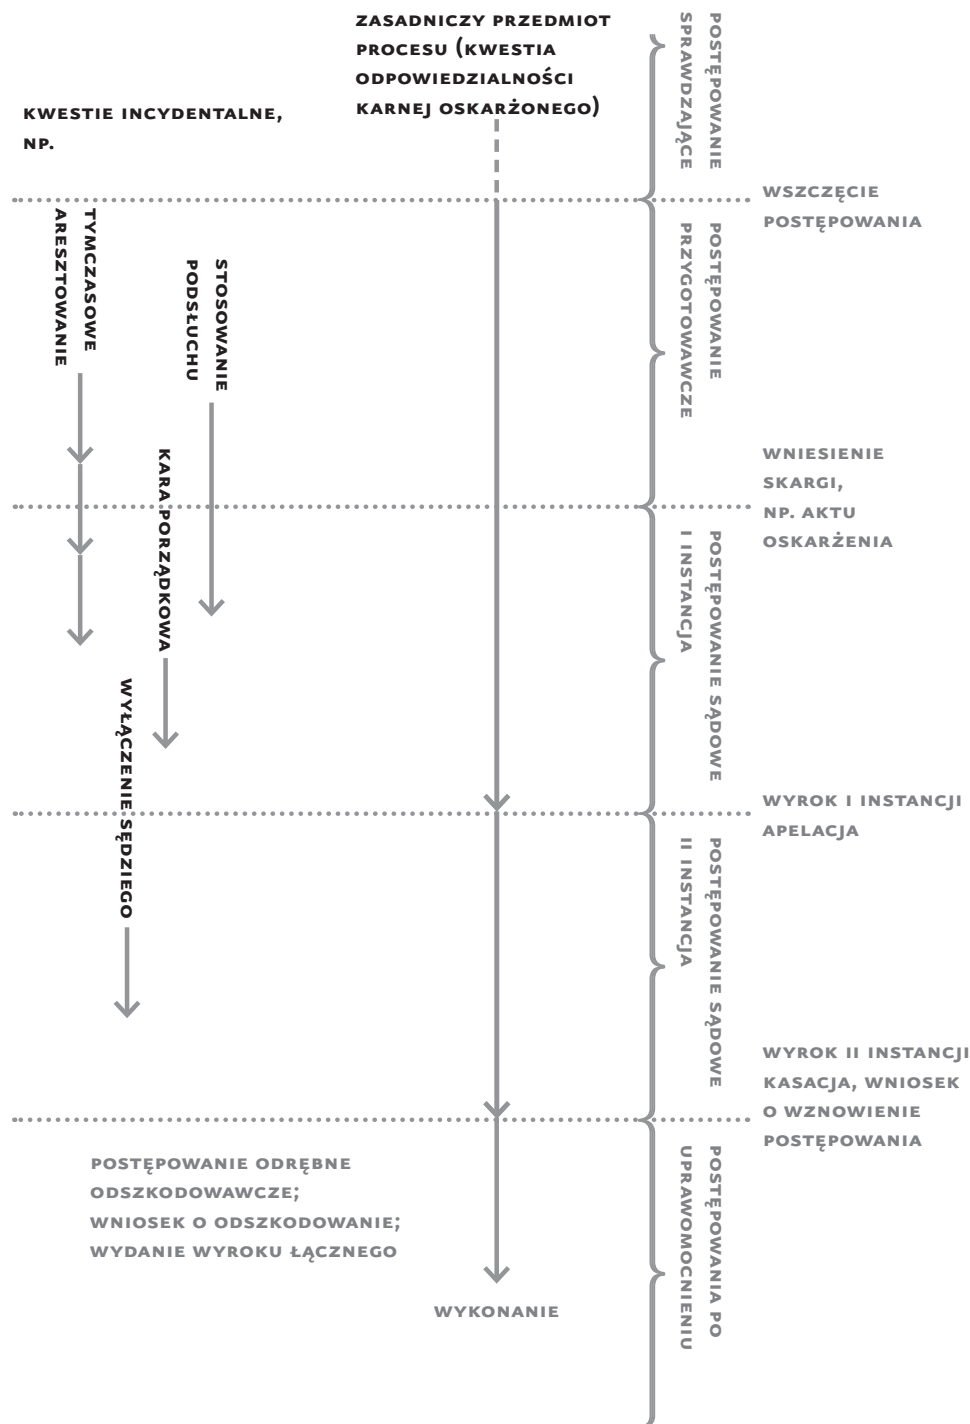 ZASADNICZY PRZEDMIOT
PROCESU (KWESTIA
ODPOWIEDZIALNOŚCI
KARNEJ OSKARŻONEGO)
KWESTIE INCYDENTALNE,
NP.
POSTĘPOWANIE
SPRAWDZAJĄCE
WSZCZĘCIE
POSTĘPOWANIA
TYMCZASOWE
ARESZTOWANIE
STOSOWANIE
PODSŁUCHU
POSTĘPOWANIE
PRZYGOTOWAWCZE
KARA PORZĄDKOWA
WNIESIENIE
SKARGI,
NP. AKTU
OSKARŻENIA
POSTĘPOWANIE SĄDOWE
I INSTANCJA
WYŁĄCZENIE SĘDZIEGO
WYROK I INSTANCJI
APELACJA
POSTĘPOWANIE SĄDOWE
II INSTANCJA
WYROK II INSTANCJI
KASACJA, WNIOSEK
O WZNOWIENIE
POSTĘPOWANIA
POSTĘPOWANIE ODRĘBNE
ODSZKODOWAWCZE;
WNIOSEK O ODSZKODOWANIE;
WYDANIE WYROKU ŁĄCZNEGO
POSTĘPOWANIA PO
UPRAWOMOCNIENIU
WYKONANIE